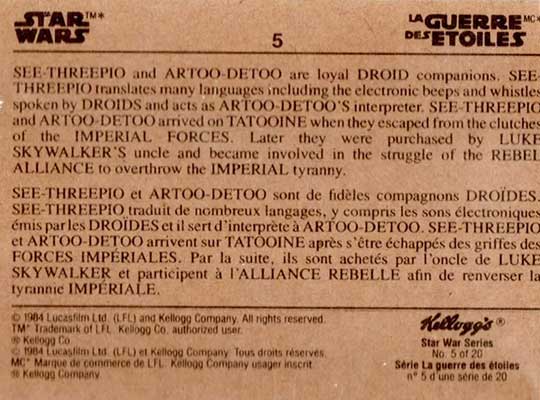 STAR WARS™*
5
LA GUERRE DES ETOILES MC*
SEE-THREEPIO and ARTOO-DETOO are loyal DROID companions. SEE-
THREEPIO translates many languages including the electronic beeps and whistles
spoken by DROIDS and acts as ARTOO-DETOO'S interpreter. SEE-THREEPIO
and ARTOO-DETOO arrived on TATOOINE when they escaped from the clutches
of the IMPERIAL FORCES. Later they were purchased by LUKE
SKYWALKER'S uncle and became involved in the struggle of the REBEL
ALLIANCE to overthrow the IMPERIAL tyranny.
SEE-THREEPIO et ARTOO-DETOO sont de fidèles compagnons DROÏDES.
SEE-THREEPIO traduit de nombreux langages, y compris les sons électroniques
émis par les DROÏDES et il sert d'interprète à ARTOO-DETOO. SEE-THREEPIO
et ARTOO-DETOO arrivent sur TATOOINE après s'être échappés des griffes des
FORCES IMPÉRIALES. Par la suite, ils sont achetés par l'oncle de LUKE
SKYWALKER et participent à l'ALLIANCE REBELLE afin de renverser la
tyrannie IMPÉRIALE.
© 1984 Lucasfilm Ltd. (LFL) and Kellogg Company. All rights reserved.
TM* Trademark of LFL. Kellogg Co. authorized user.
® Kellogg Co.
© 1984 Lucasfilm Ltd. (LFL) et Kellogg Company. Tous droits réservés.
MC* Marque de commerce de LFL. Kellogg Company usager inscrit.
® Kellogg Company.
Kellogg's®
Star War Series
No. 5 of 20
Série La guerre des étoiles
n° 5 d'une série de 20